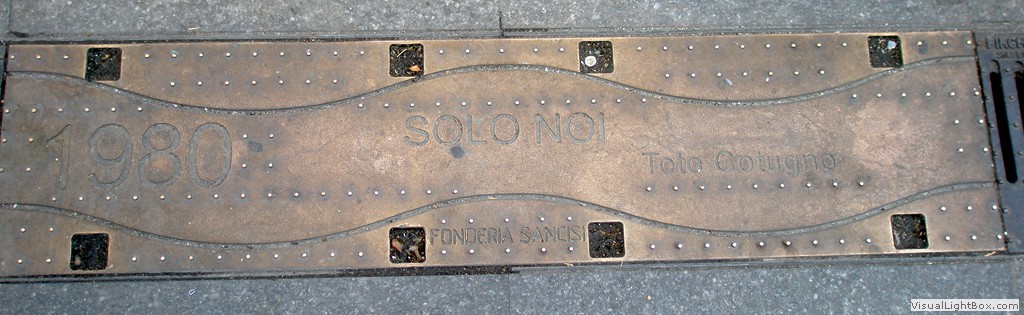 1980
SOLO NOI
Toto Cotugno
FONDERIA SANCISI
VisualLightBox.com